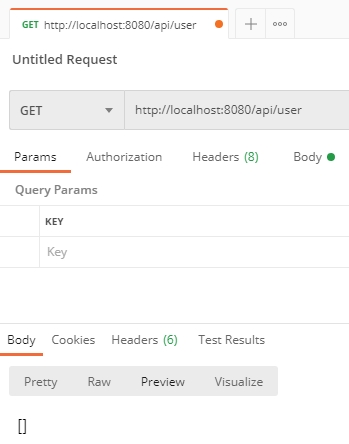 GET http://localhost:8080/api/user
Untitled Request
GET http://localhost:8080/api/user
Params Authorization Headers (8) Body
Query Params
KEY
Key
Body Cookies Headers (6) Test Results
Pretty Raw Preview Visualize
[]